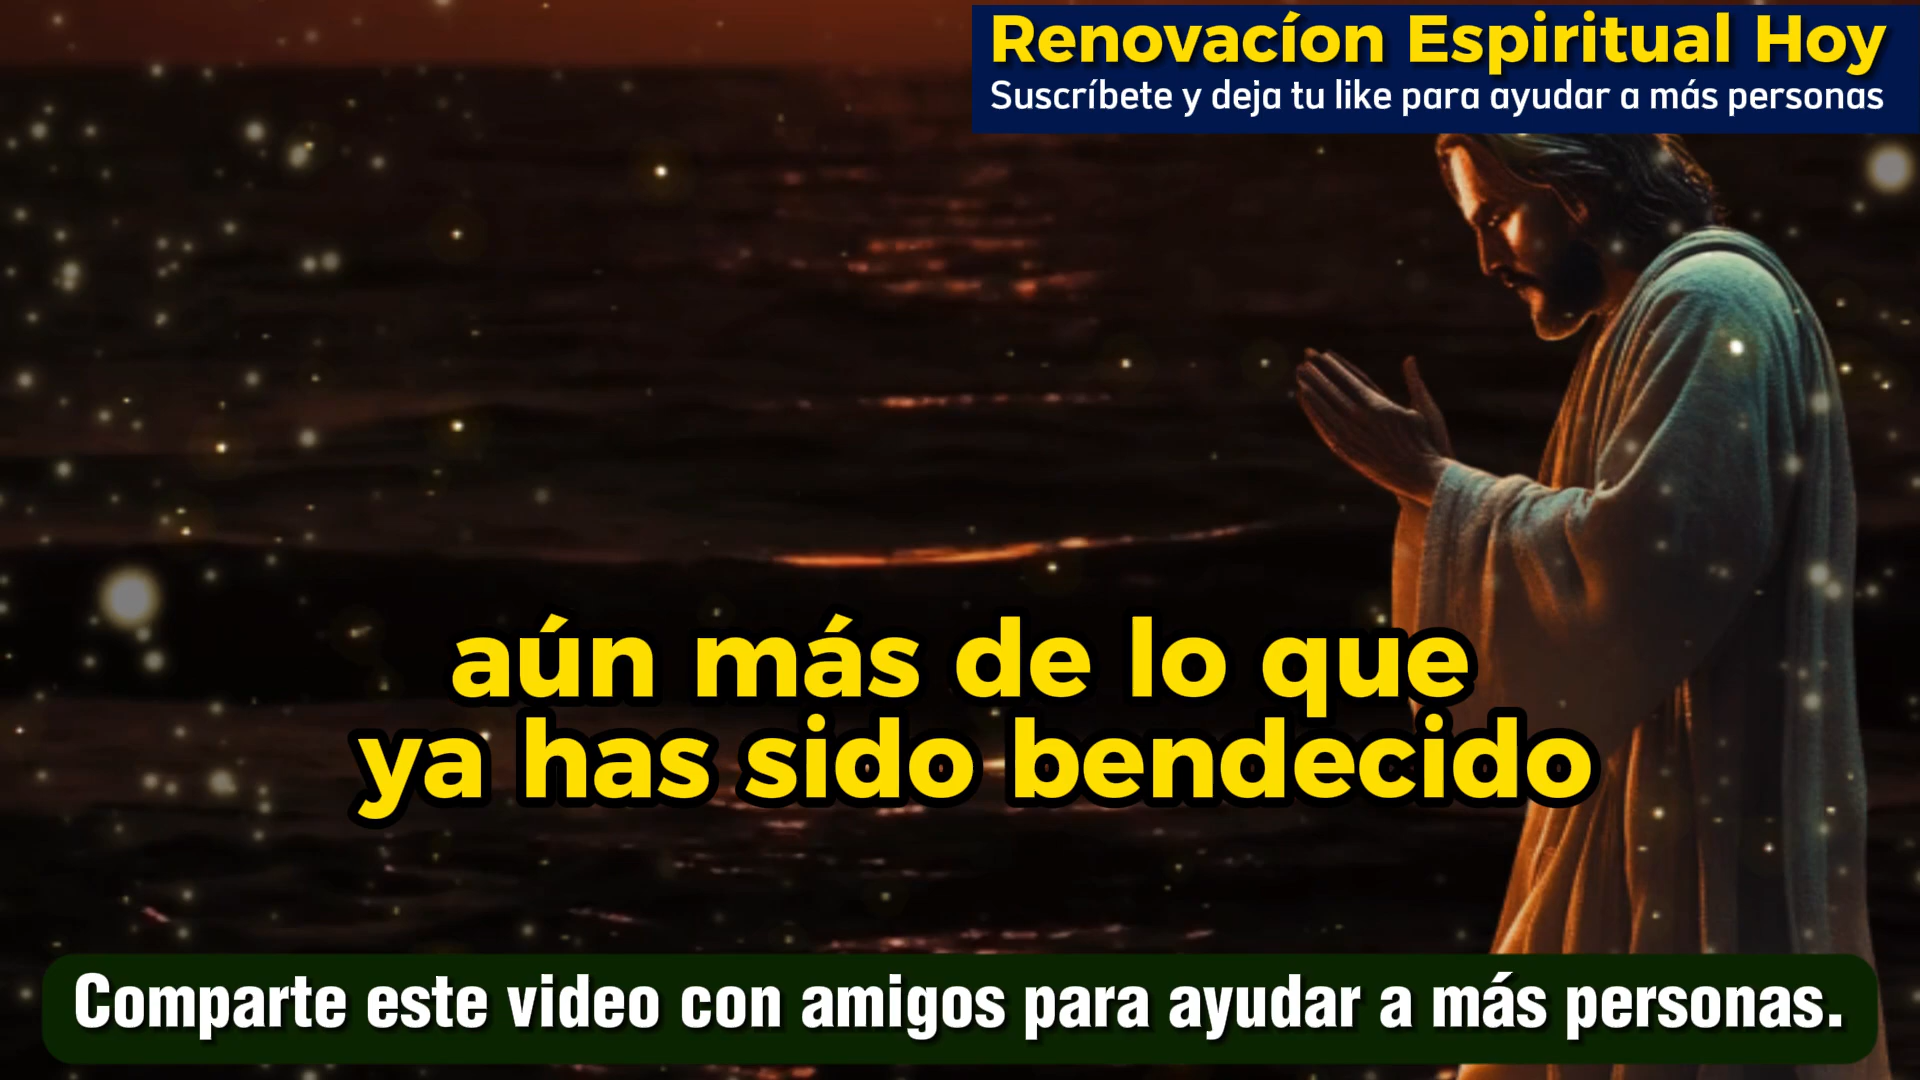 Renovacíon Espiritual Hoy
Suscríbete y deja tu like para ayudar a más personas
aún más de lo que
ya has sido bendecido
Comparte este video con amigos para ayudar a más personas.